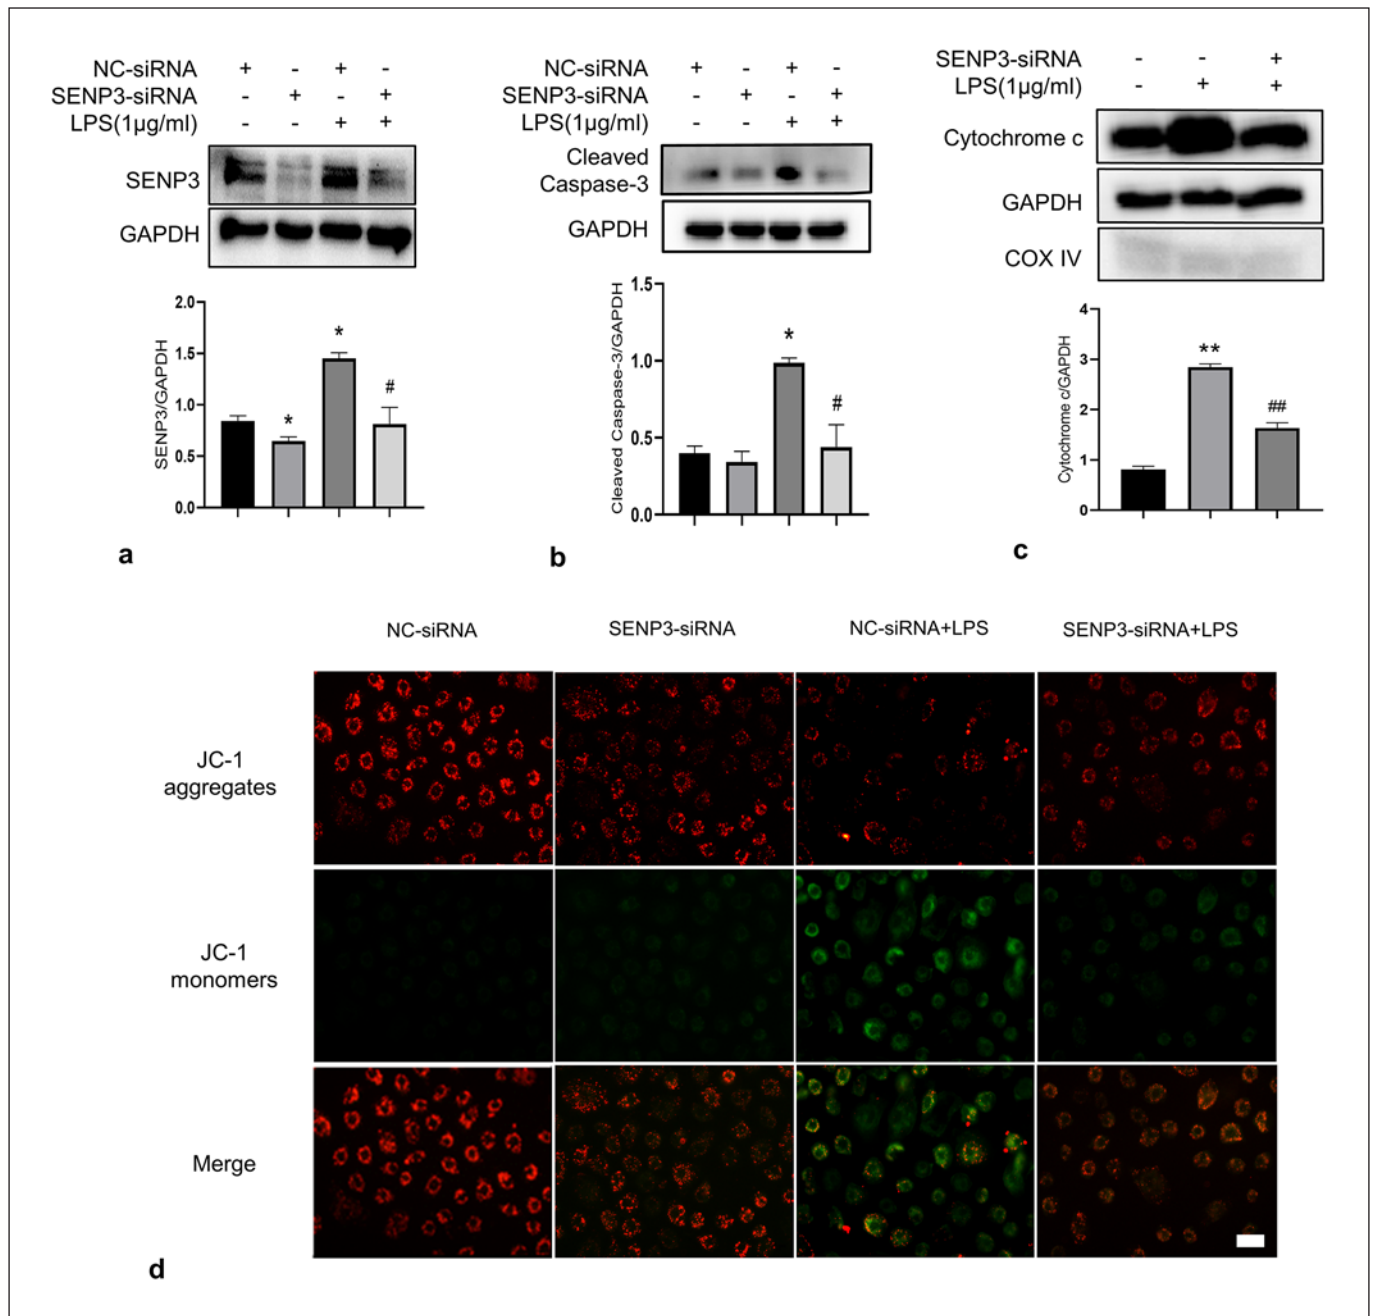 NC-siRNA + - + -
SENP3-siRNA - + - +
LPS(1µg/ml) - - + +
SENP3
GAPDH
SENP3/GAPDH
2.0
1.5
1.0
0.5
0.0
*
*
#
a
NC-siRNA + - + -
SENP3-siRNA - + - +
LPS(1µg/ml) - - + +
Cleaved
Caspase-3
GAPDH
Cleaved Caspase-3/GAPDH
1.5
1.0
0.5
0.0
*
#
b
SENP3-siRNA - - +
LPS(1µg/ml) - + +
Cytochrome c
GAPDH
COX IV
Cytochrome c/GAPDH
4
3
2
1
0
**
##
c
NC-siRNA SENP3-siRNA NC-siRNA+LPS SENP3-siRNA+LPS
JC-1
aggregates
JC-1
monomers
Merge
d